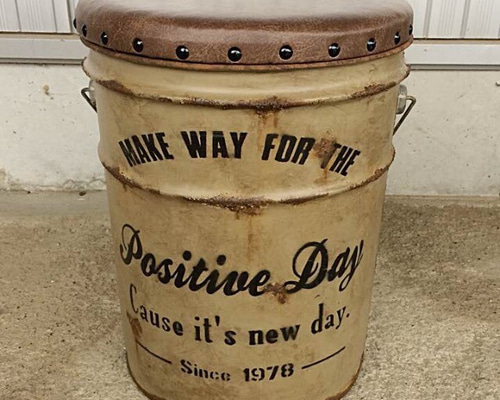 MAKE WAY FOR THE
Positive Day
Cause it's new day.
Since 1978